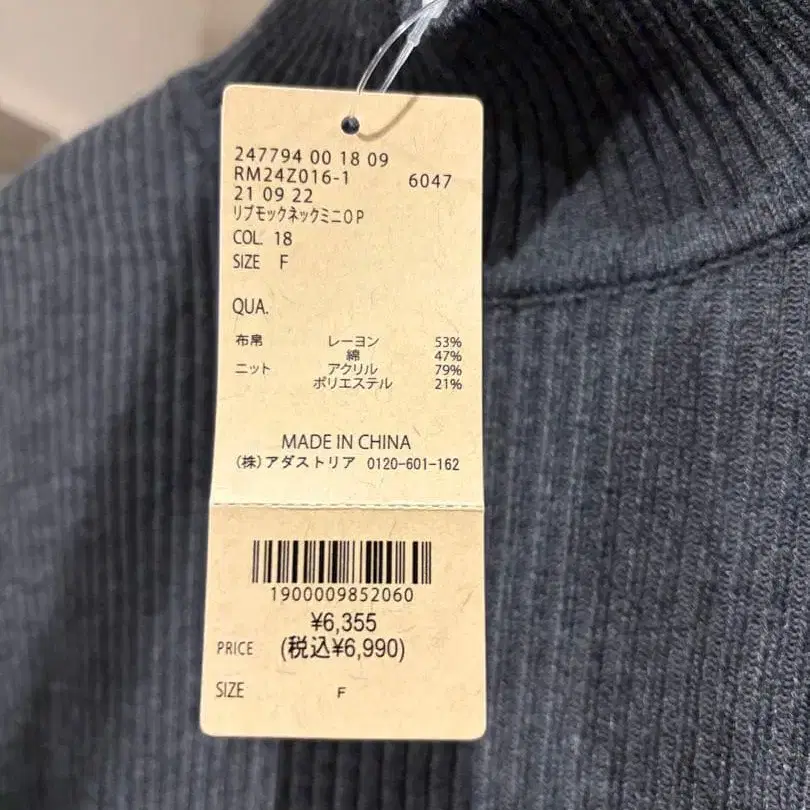 247794 00 18 09
RM24Z016-1 6047
21 09 22
リブモックネックミニOP
COL. 18
SIZE F
QUA.
布帛 レーヨン 53%
綿 47%
ニット アクリル 79%
ポリエステル 21%
MADE IN CHINA
(株)アダストリア 0120-601-162
1900009852060
¥6,355
PRICE (税込¥6,990)
SIZE F